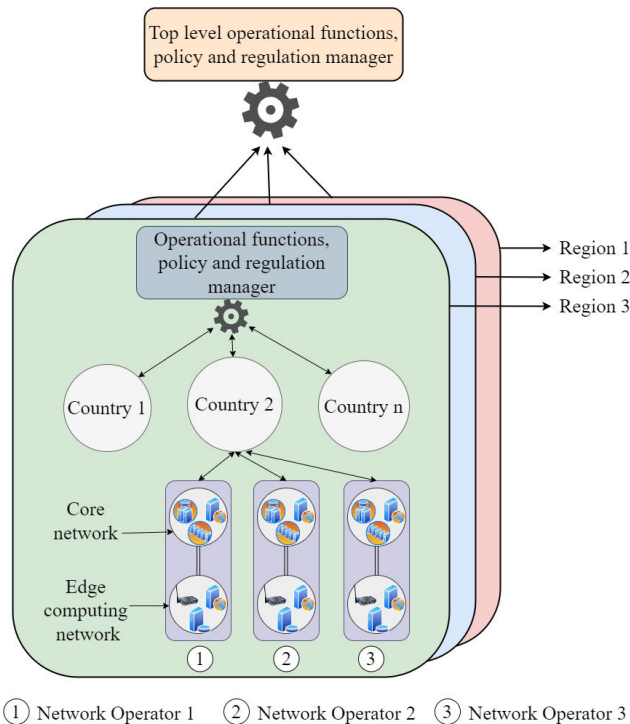 Top level operational functions,
policy and regulation manager
Operational functions,
policy and regulation
manager
Region 1
Region 2
Region 3
Country 1
Country 2
Country n
Core
network
Edge
computing
network
1
2
3
1 Network Operator 1
2 Network Operator 2
3 Network Operator 3